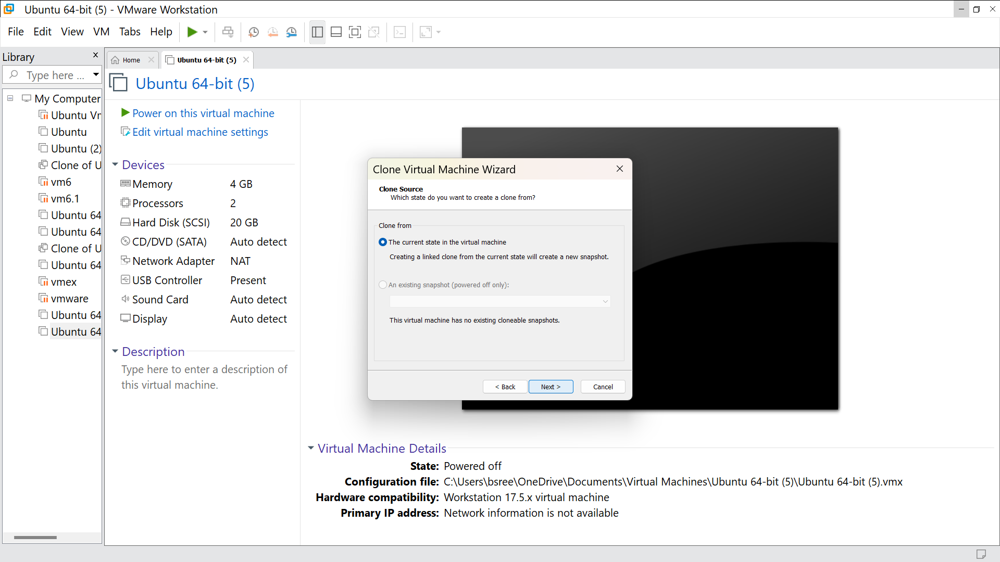 Ubuntu 64-bit (5) - VMware Workstation
File Edit View VM Tabs Help
Library
Type here ...
My Computer
Ubuntu Vr
Ubuntu
Ubuntu (2)
Clone of U
vm6
vm6.1
Ubuntu 64
Ubuntu 64
Clone of U
Ubuntu 64
vmex
vmware
Ubuntu 64
Ubuntu 64
Home
Ubuntu 64-bit (5)
Ubuntu 64-bit (5)
Power on this virtual machine
Edit virtual machine settings
Devices
Memory 4 GB
Processors 2
Hard Disk (SCSI) 20 GB
CD/DVD (SATA) Auto detect
Network Adapter NAT
USB Controller Present
Sound Card Auto detect
Display Auto detect
Description
Type here to enter a description of
this virtual machine.
Clone Virtual Machine Wizard
Clone Source
Which state do you want to create a clone from?
Clone from
The current state in the virtual machine
Creating a linked clone from the current state will create a new snapshot.
An existing snapshot (powered off only):
This virtual machine has no existing cloneable snapshots.
< Back Next > Cancel
Virtual Machine Details
State: Powered off
Configuration file: C:\Users\bsree\OneDrive\Documents\Virtual Machines\Ubuntu 64-bit (5)\Ubuntu 64-bit (5).vmx
Hardware compatibility: Workstation 17.5.x virtual machine
Primary IP address: Network information is not available